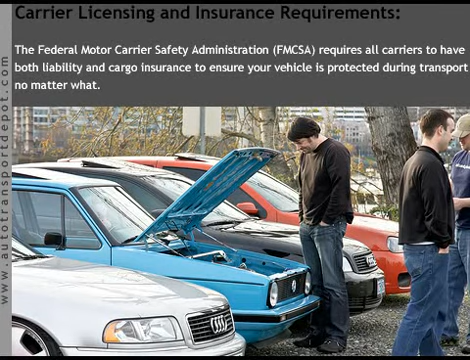 Carrier Licensing and Insurance Requirements:
The Federal Motor Carrier Safety Administration (FMCSA) requires all carriers to have
both liability and cargo insurance to ensure your vehicle is protected during transport
no matter what.
www.autotransportdepot.com